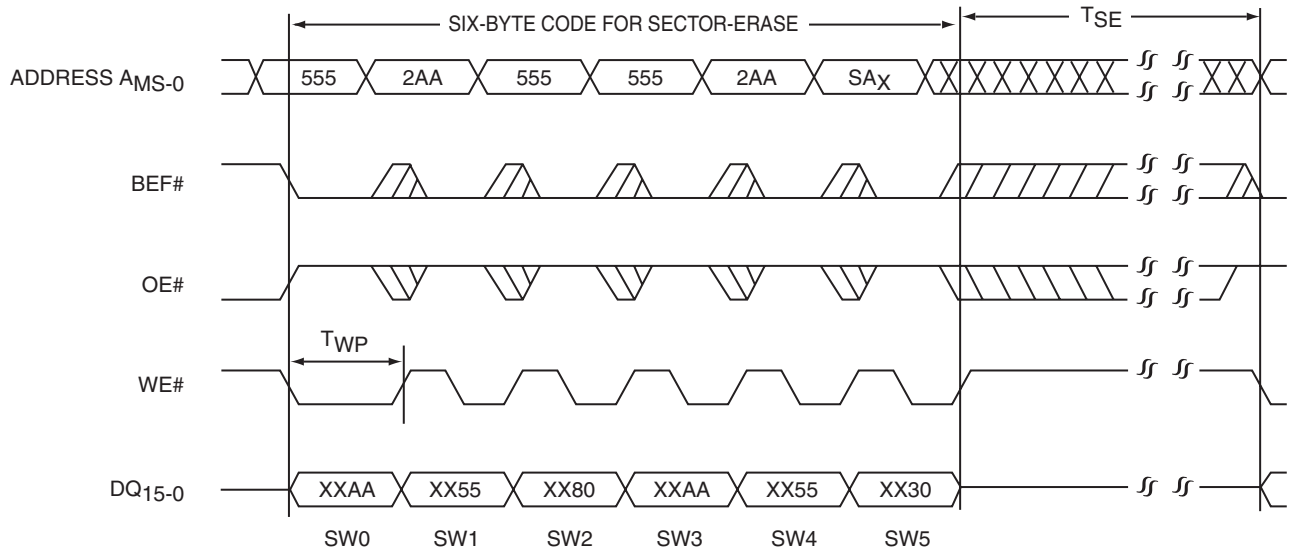 SIX-BYTE CODE FOR SECTOR-ERASE TSE
ADDRESS AMS-0 555 2AA 555 555 2AA SAX
BEF#
OE#
TWP
WE#
DQ15-0 XXAA XX55 XX80 XXAA XX55 XX30
SW0 SW1 SW2 SW3 SW4 SW5